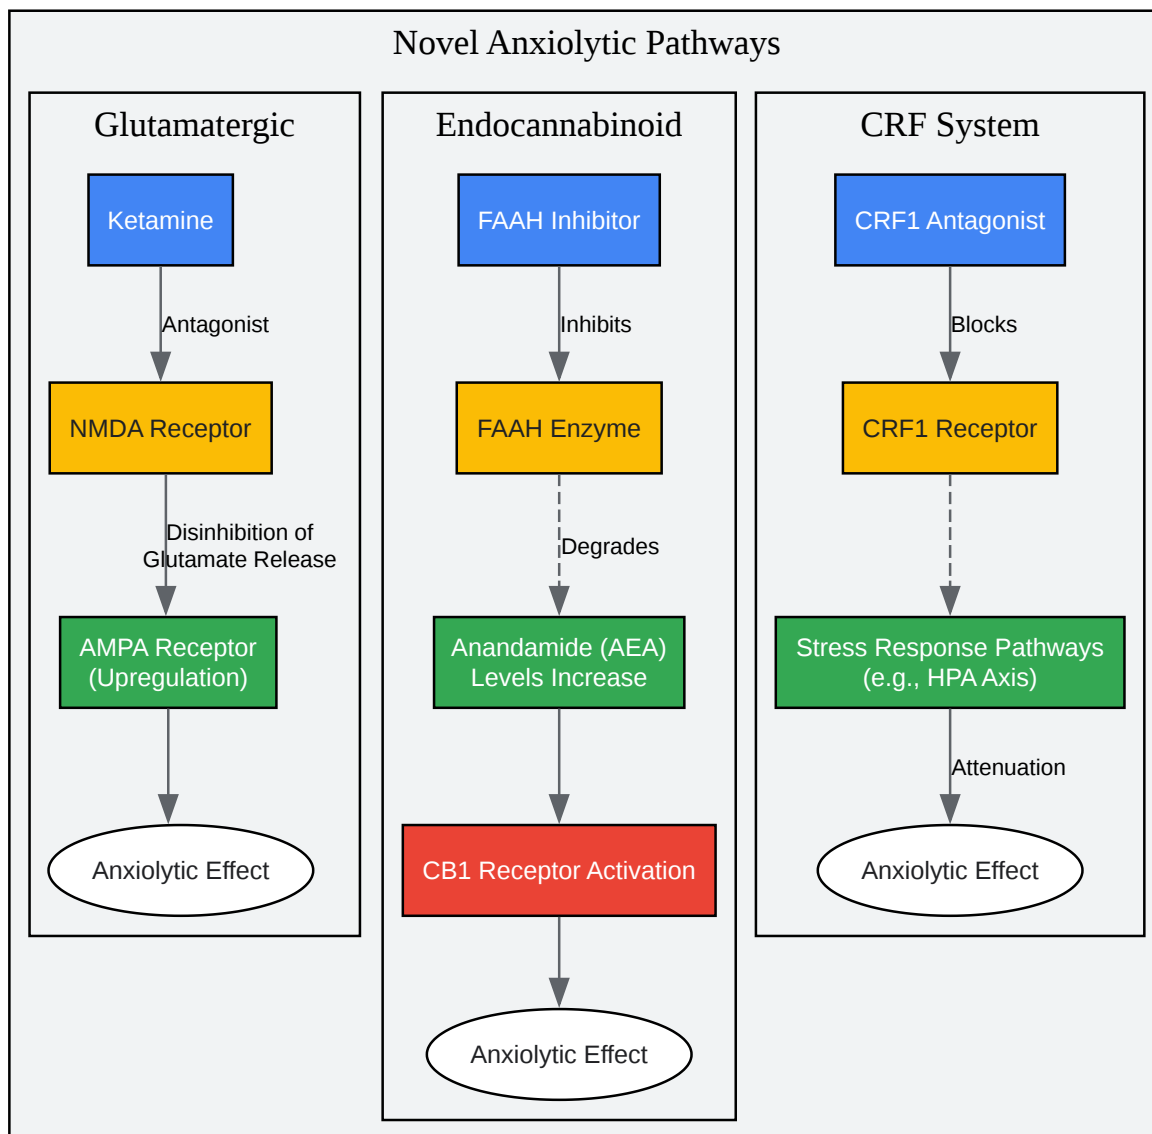 Novel Anxiolytic Pathways
Glutamatergic
Ketamine
Antagonist
NMDA Receptor
Disinhibition of
Glutamate Release
AMPA Receptor
(Upregulation)
Anxiolytic Effect
Endocannabinoid
FAAH Inhibitor
Inhibits
FAAH Enzyme
Degrades
Anandamide (AEA)
Levels Increase
CB1 Receptor Activation
Anxiolytic Effect
CRF System
CRF1 Antagonist
Blocks
CRF1 Receptor
Stress Response Pathways
(e.g., HPA Axis)
Attenuation
Anxiolytic Effect